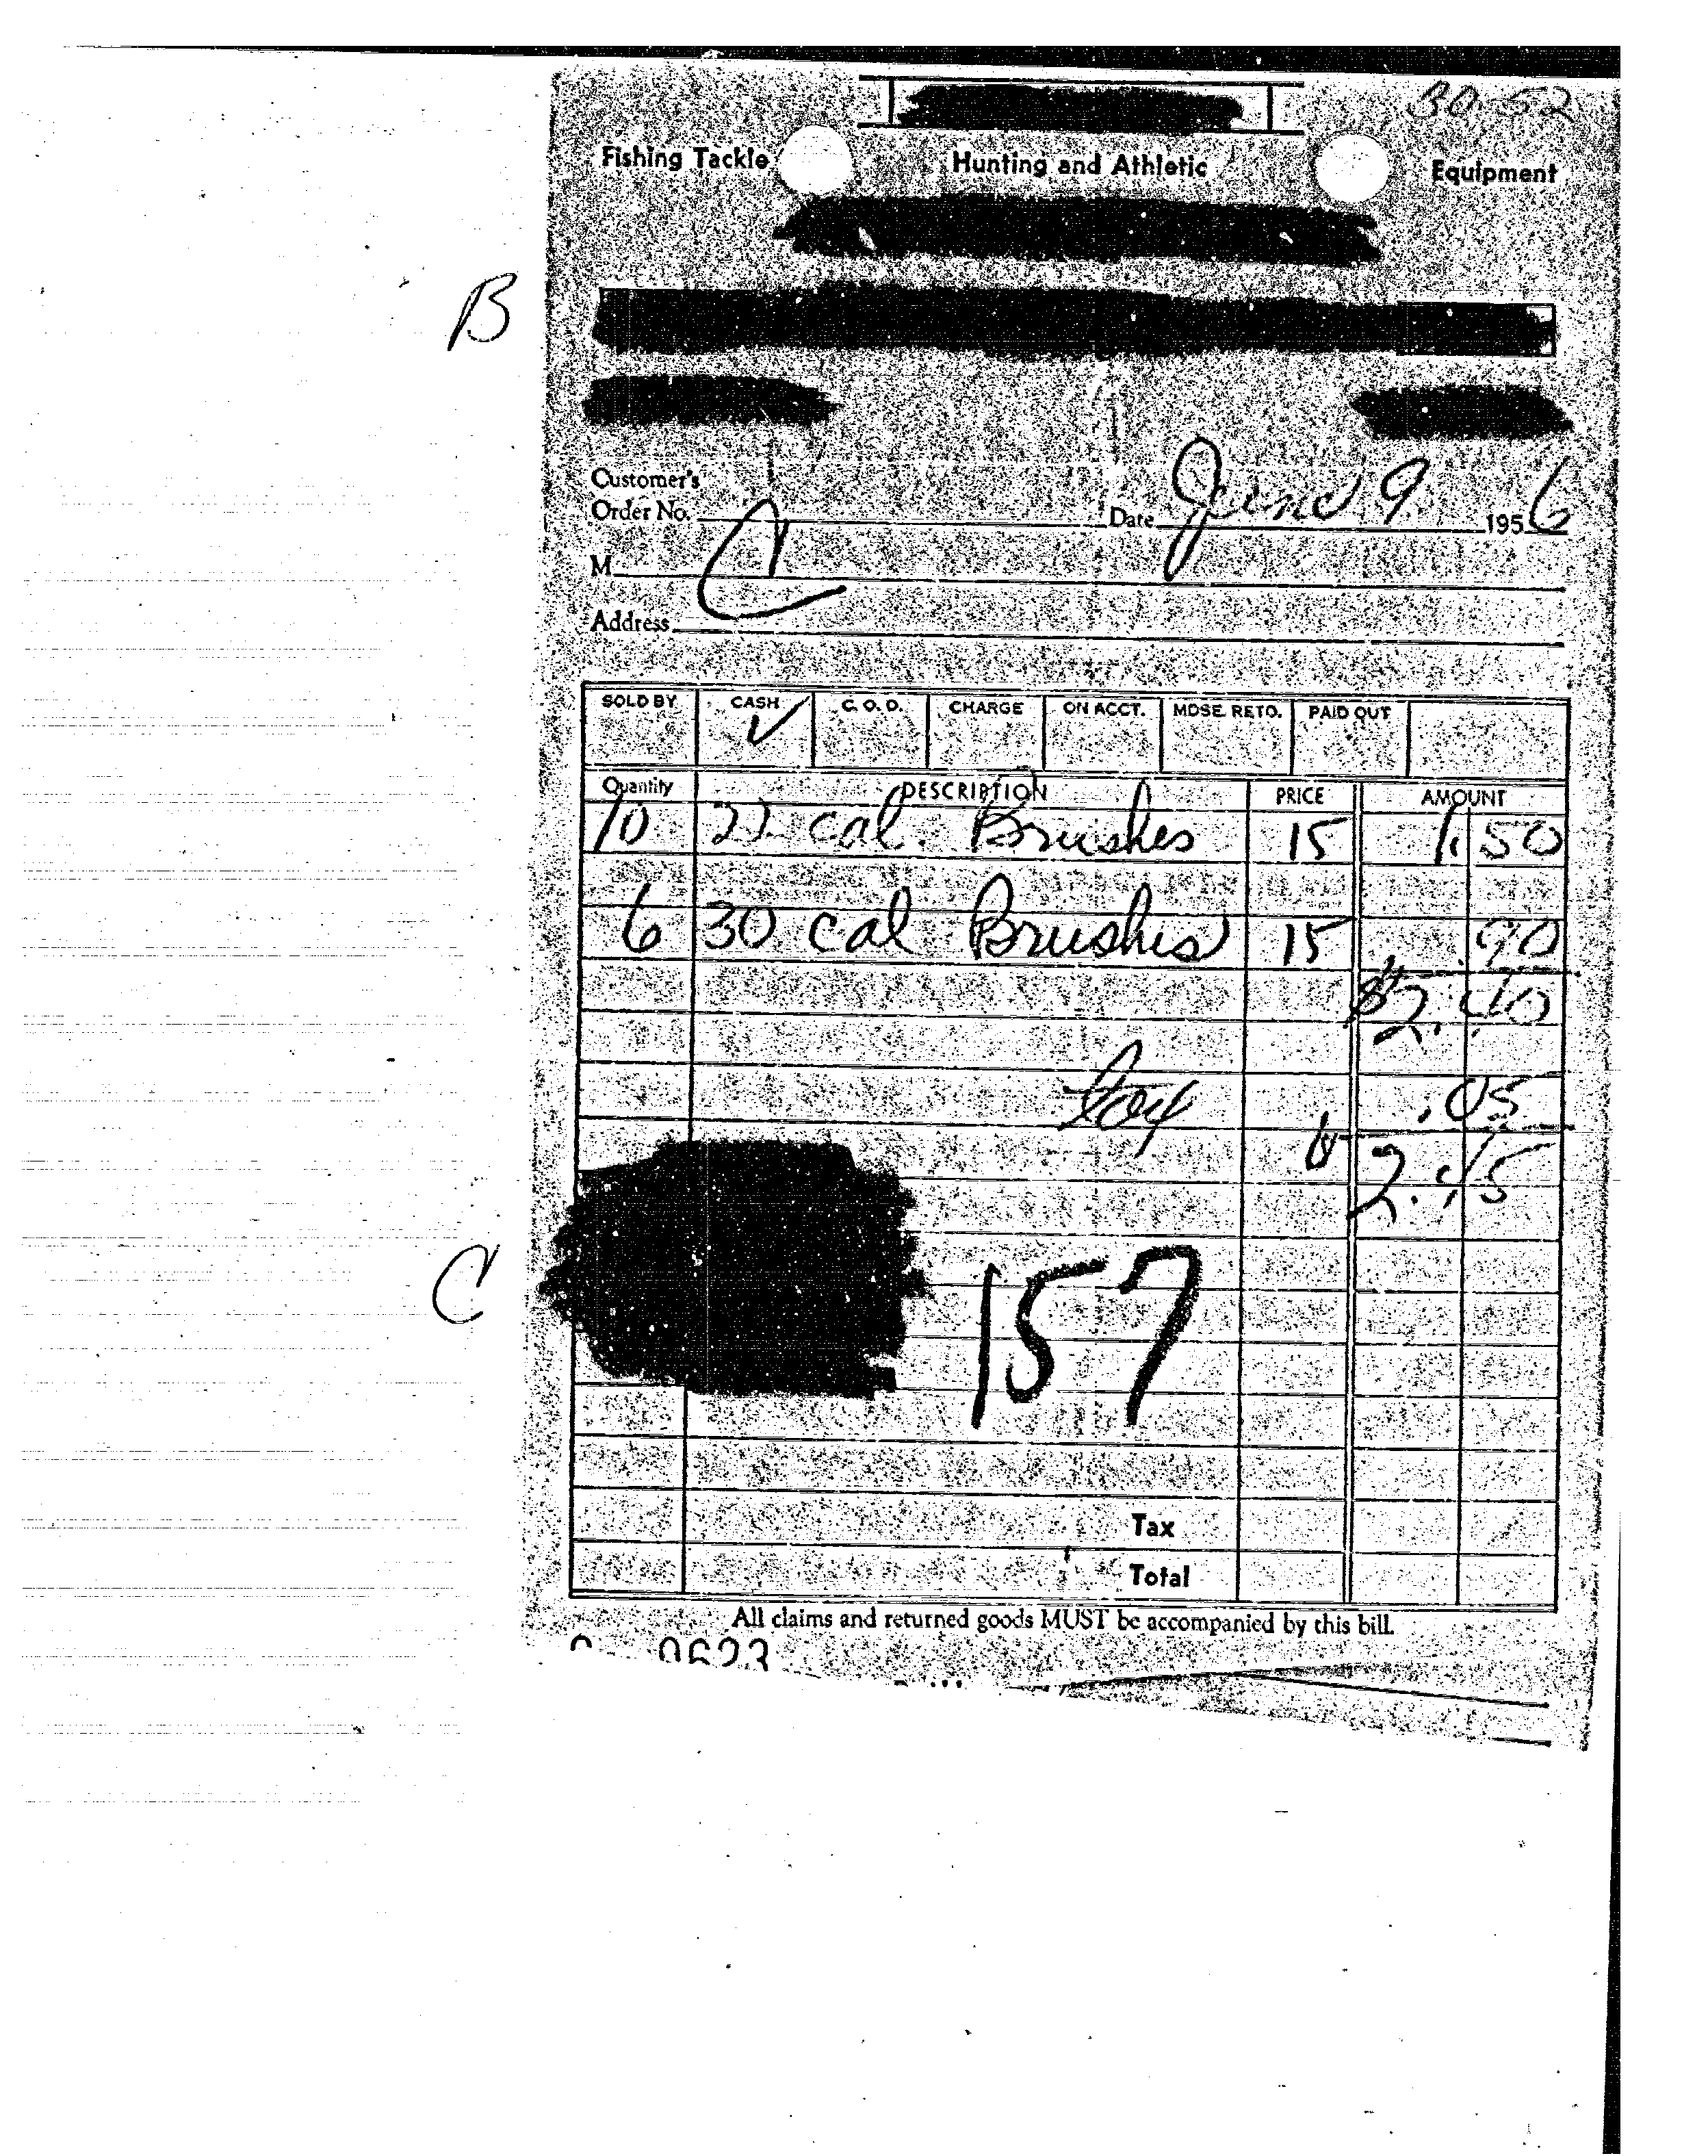 80-52
Fishing Tackle Hunting and Athletic Equipment
B
Customer's
Order No. Date June 9 1956
M C
Address
SOLD BY CASH ✓ C. O. D. CHARGE ON ACCT. MDSE. RETD. PAID OUT
Quantity DESCRIPTION PRICE AMOUNT
10 22 cal. Brushes 15 1.50
6 30 cal Brushes 15 .90
$2.40
tax .05
2.45
C
157
Tax
Total
All claims and returned goods MUST be accompanied by this bill.
9623